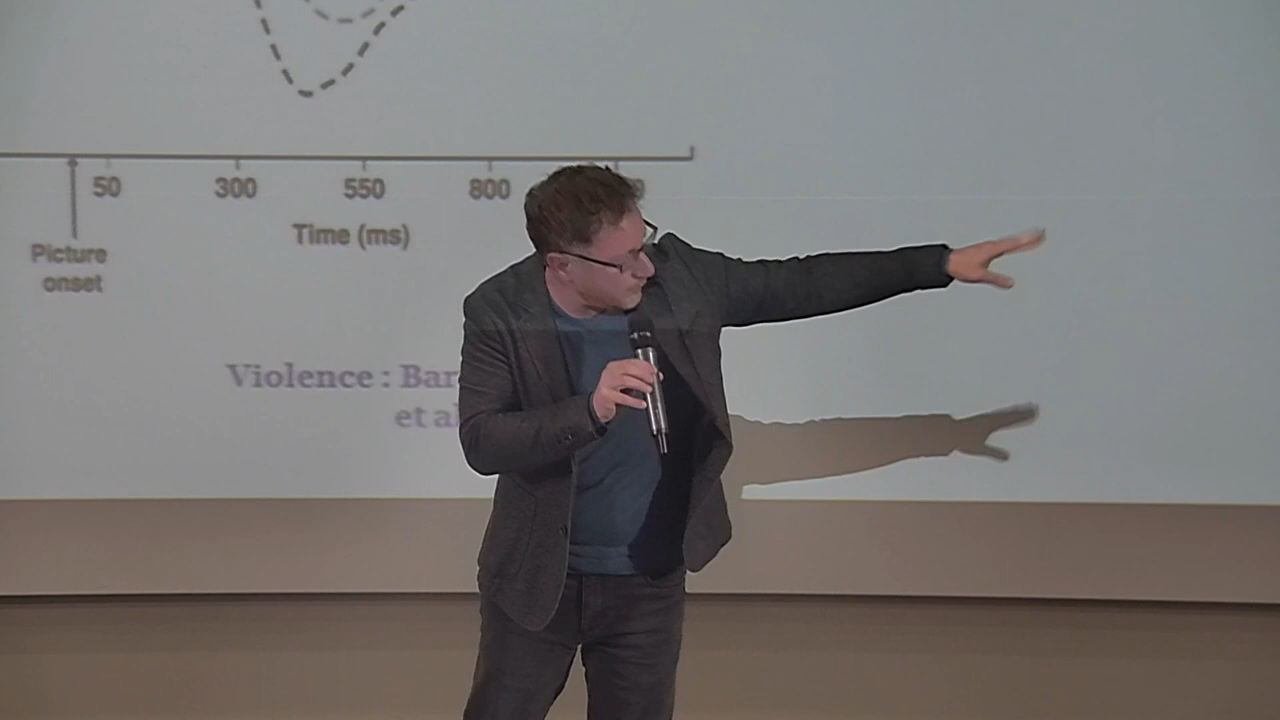 50 300 550 800
Time (ms)
Picture
onset
Violence : Bar
et al